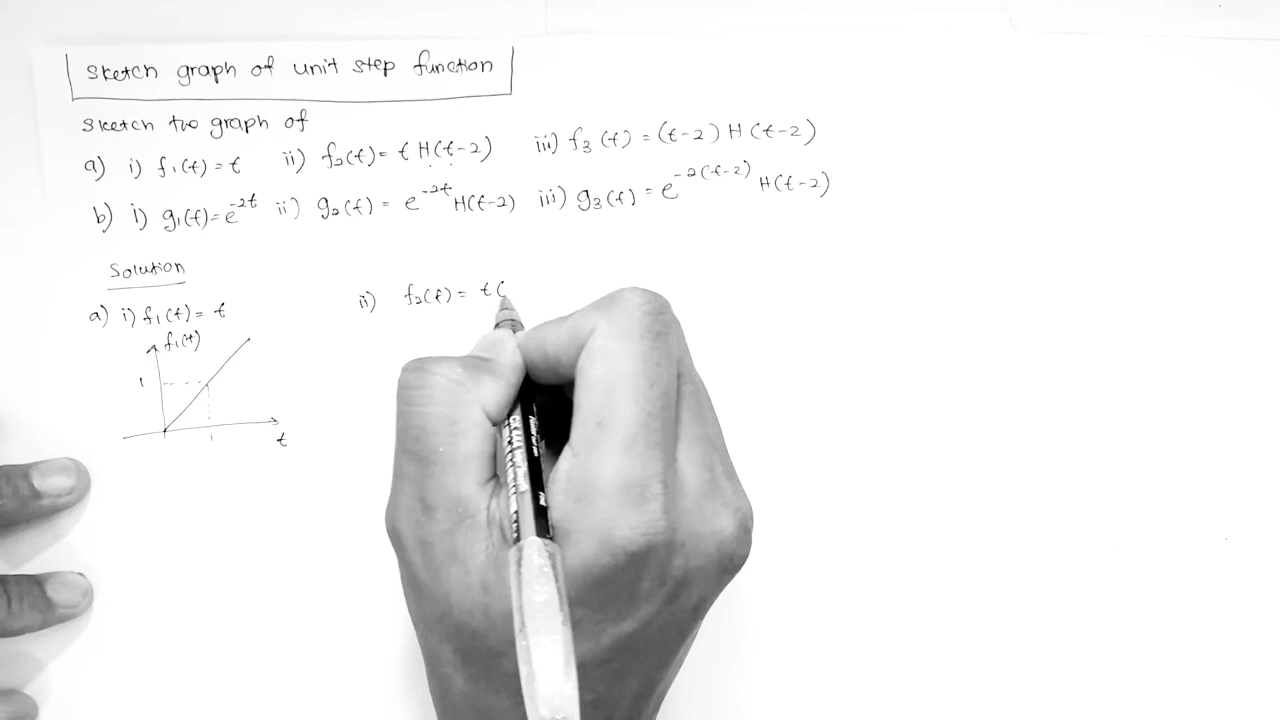 Sketch graph of unit step function
Sketch the graph of
a) i) f₁(t) = t ii) f₂(t) = t H(t-2) iii) f₃(t) = (t-2) H(t-2)
b) i) g₁(t) = e^{-2t} ii) g₂(t) = e^{-2t} H(t-2) iii) g₃(t) = e^{-2(t-2)} H(t-2)
Solution
a) i) f₁(t) = t ii) f₂(t) = t (
f₁(t)
1
1
t